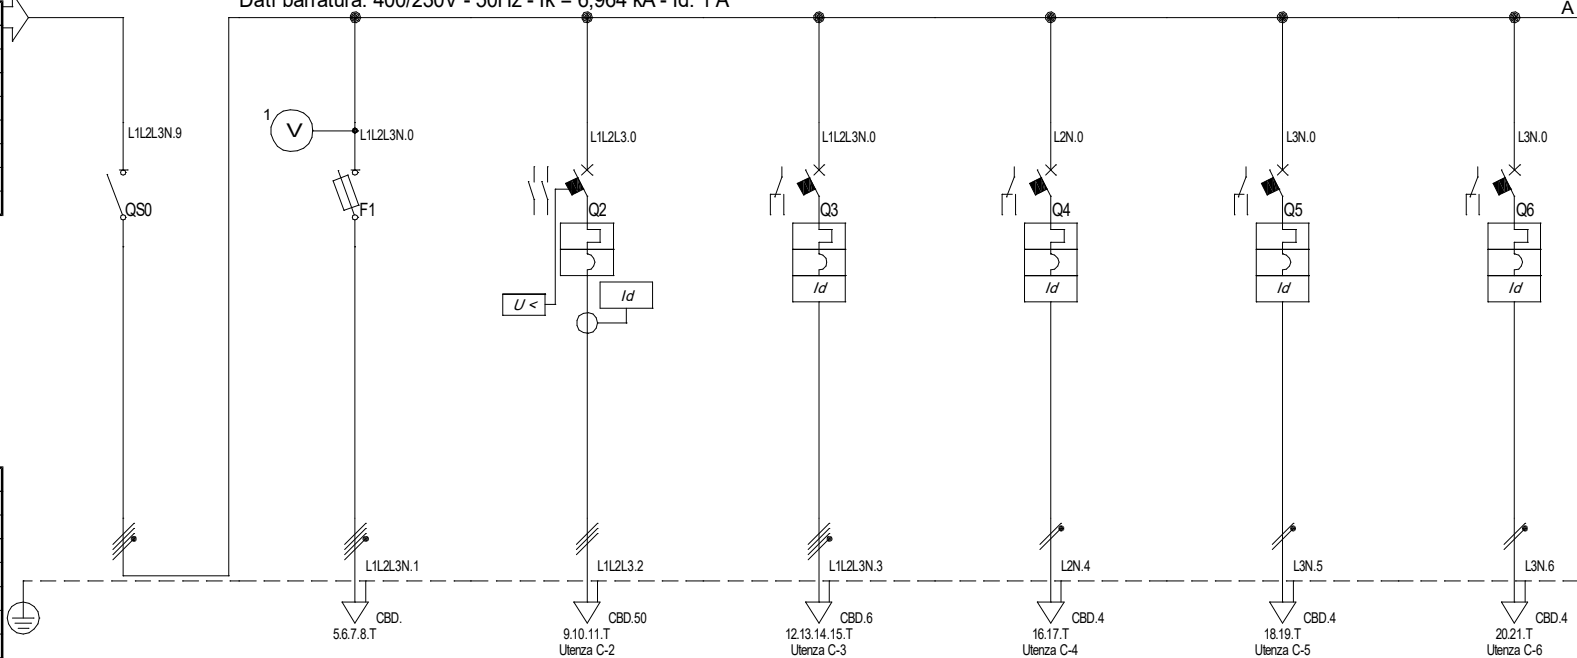 Dati barratura: 400/230V - 50Hz - Ik = 6,964 kA - Id: 1 A
A
1
V
L1L2L3N.9
L1L2L3N.0
L1L2L3.0
L1L2L3N.0
L2N.0
L3N.0
L3N.0
QS0
F1
Q2
Q3
Q4
Q5
Q6
U <
Id
Id
Id
Id
Id
L1L2L3N.1
L1L2L3.2
L1L2L3N.3
L2N.4
L3N.5
L3N.6
CBD.
CBD.50
CBD.6
CBD.4
CBD.4
CBD.4
5.6.7.8.T
9.10.11.T
12.13.14.15.T
16.17.T
18.19.T
20.21.T
Utenza C-2
Utenza C-3
Utenza C-4
Utenza C-5
Utenza C-6